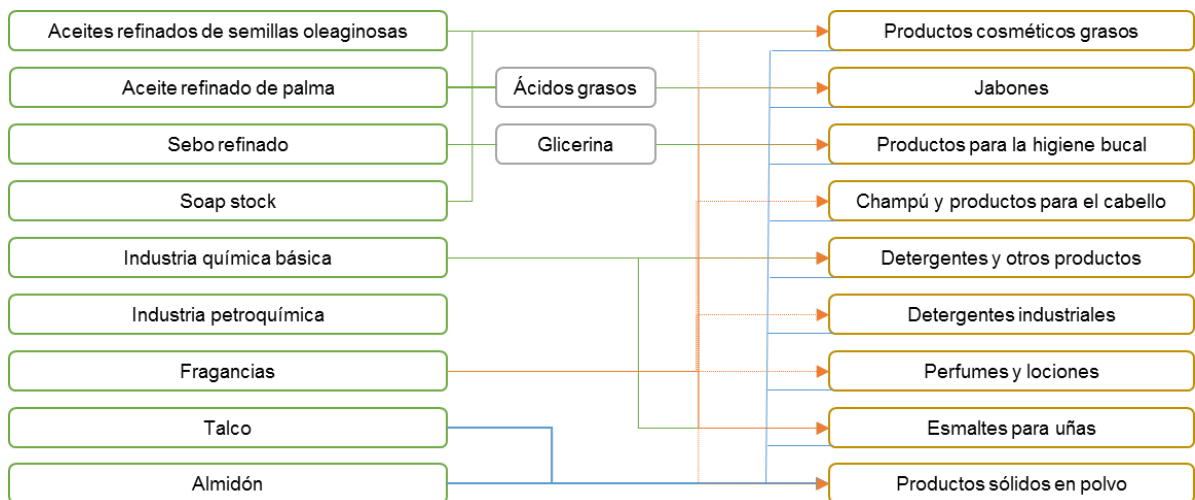 Aceites refinados de semillas oleaginosas
Productos cosméticos grasos
Aceite refinado de palma
Ácidos grasos
Jabones
Sebo refinado
Glicerina
Productos para la higiene bucal
Soap stock
Champú y productos para el cabello
Industria química básica
Detergentes y otros productos
Industria petroquímica
Detergentes industriales
Fragancias
Perfumes y lociones
Talco
Esmaltes para uñas
Almidón
Productos sólidos en polvo